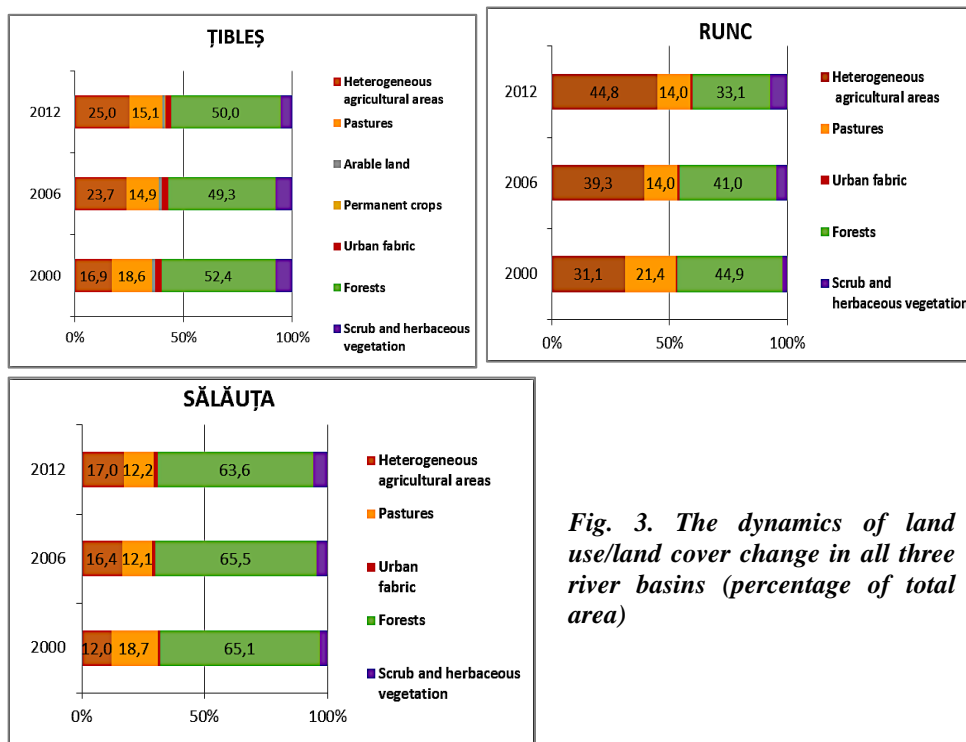 ȚIBLEȘ
2012
25,0 15,1 50,0
2006
23,7 14,9 49,3
2000
16,9 18,6 52,4
0% 50% 100%
Heterogeneous
agricultural areas
Pastures
Arable land
Permanent crops
Urban fabric
Forests
Scrub and herbaceous
vegetation
RUNC
2012
44,8 14,0 33,1
2006
39,3 14,0 41,0
2000
31,1 21,4 44,9
0% 50% 100%
Heterogeneous
agricultural areas
Pastures
Urban fabric
Forests
Scrub and
herbaceous vegetation
SĂLĂUȚA
2012
17,0 12,2 63,6
2006
16,4 12,1 65,5
2000
12,0 18,7 65,1
0% 50% 100%
Heterogeneous
agricultural areas
Pastures
Urban
fabric
Forests
Scrub and herbaceous
vegetation
Fig. 3. The dynamics of land
use/land cover change in all three
river basins (percentage of total
area)